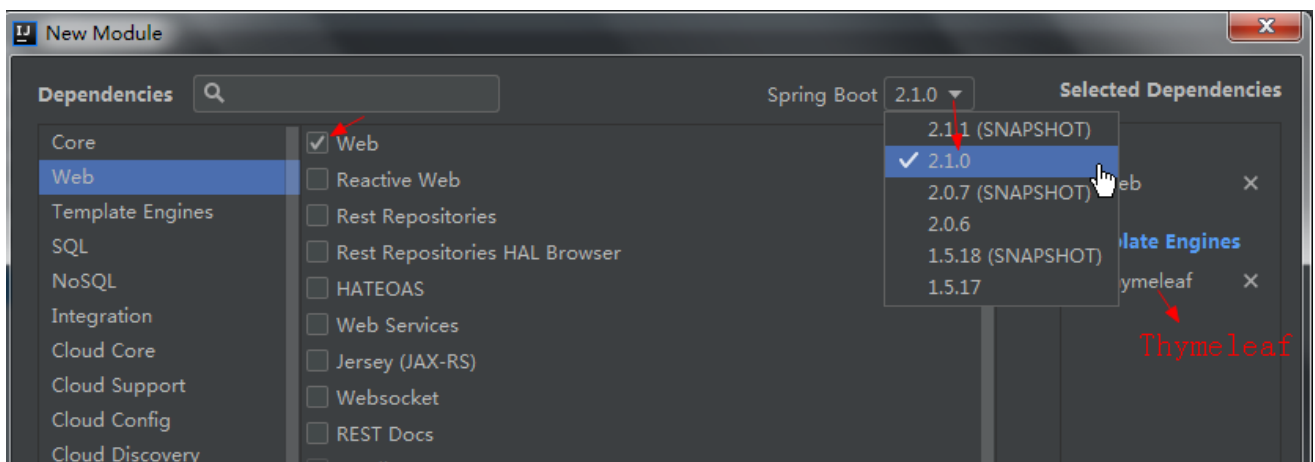 New Module
Dependencies
Spring Boot 2.1.0
Selected Dependencies
Core
Web
Template Engines
SQL
NoSQL
Integration
Cloud Core
Cloud Support
Cloud Config
Cloud Discovery
Web
Reactive Web
Rest Repositories
Rest Repositories HAL Browser
HATEOAS
Web Services
Jersey (JAX-RS)
Websocket
REST Docs
2.1.1 (SNAPSHOT)
2.1.0
2.0.7 (SNAPSHOT)
2.0.6
1.5.18 (SNAPSHOT)
1.5.17
eb
late Engines
ymeleaf
Thymeleaf